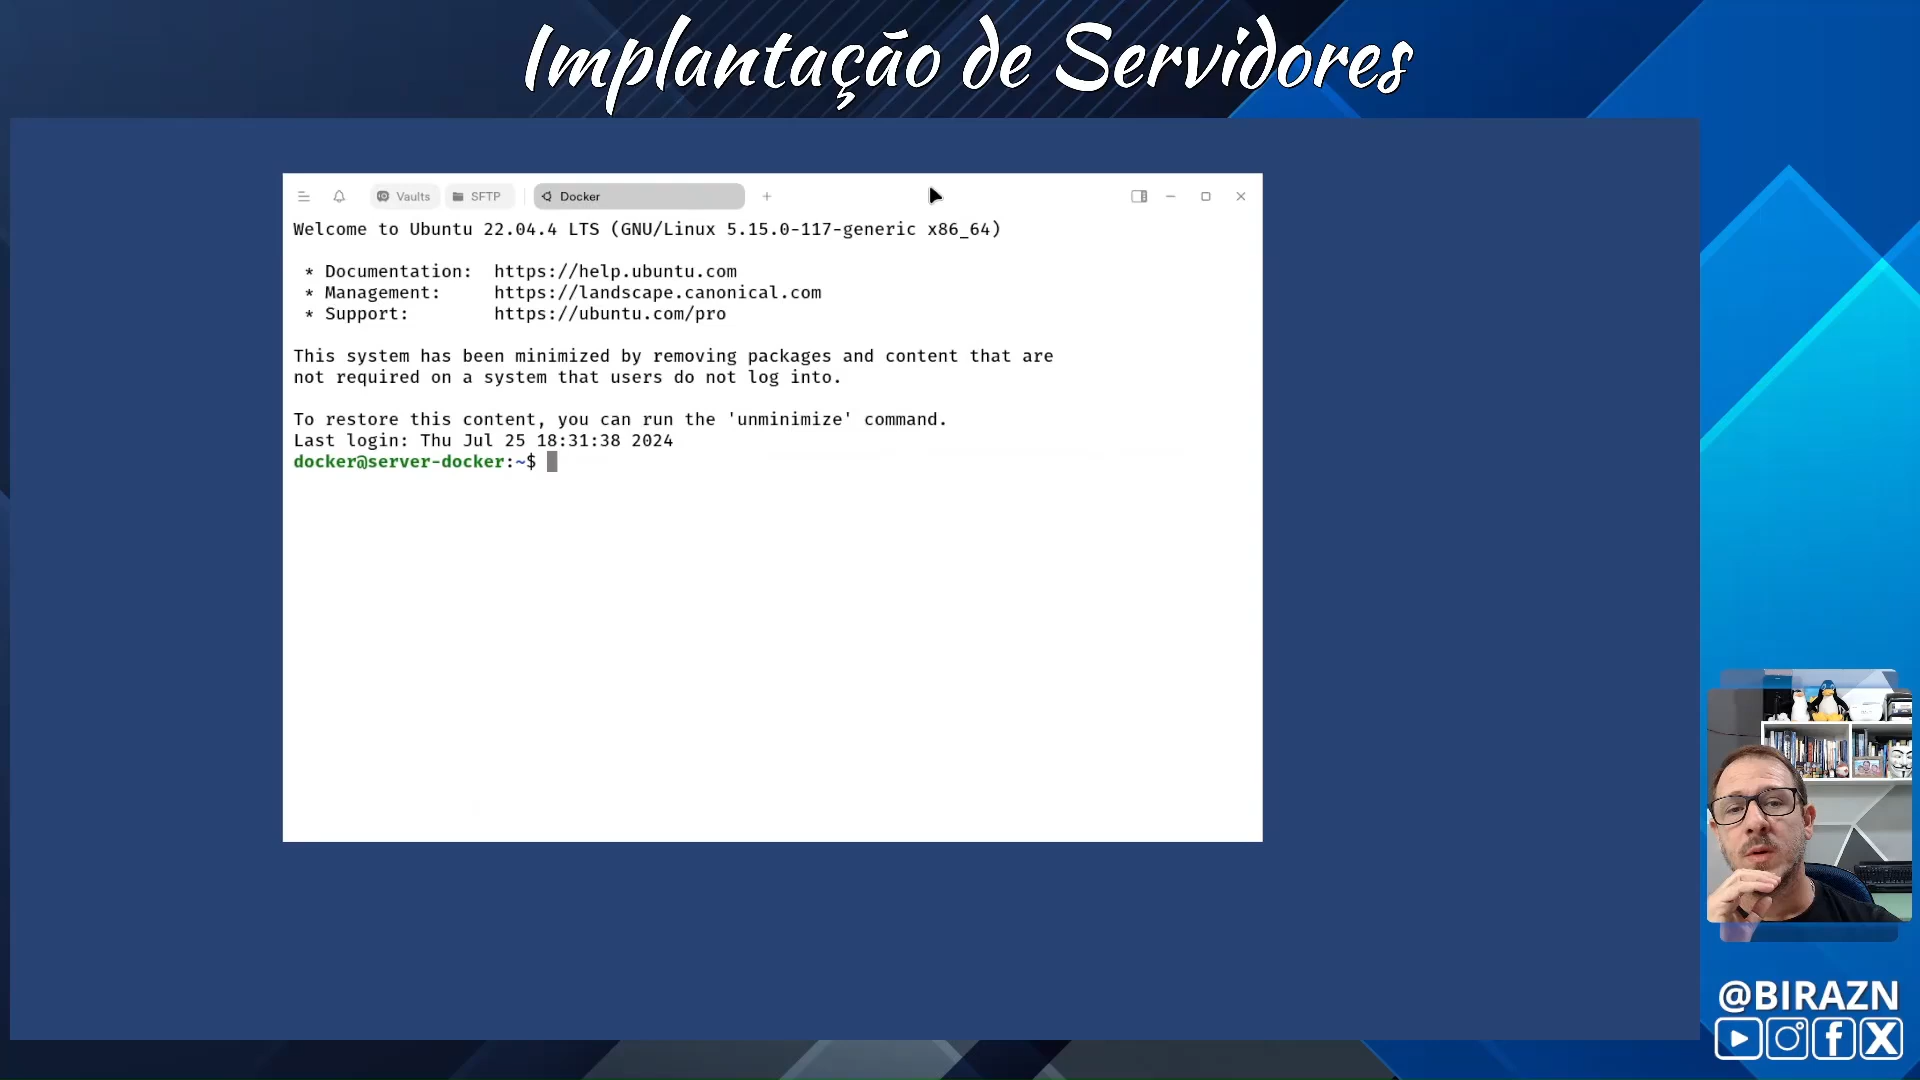 Implantação de Servidores
Vaults SFTP Docker
Welcome to Ubuntu 22.04.4 LTS (GNU/Linux 5.15.0-117-generic x86_64)
* Documentation: https://help.ubuntu.com
* Management: https://landscape.canonical.com
* Support: https://ubuntu.com/pro
This system has been minimized by removing packages and content that are
not required on a system that users do not log into.
To restore this content, you can run the 'unminimize' command.
Last login: Thu Jul 25 18:31:38 2024
docker@server-docker:~$
@BIRAZN